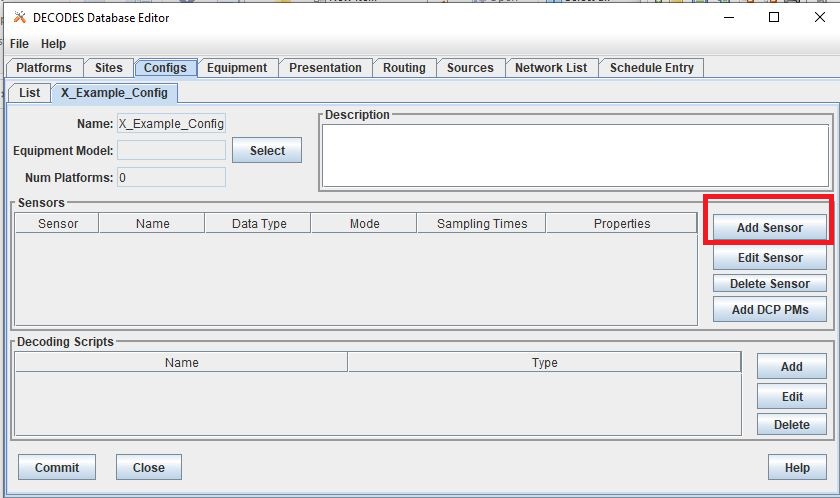 DECODES Database Editor
File Help
Platforms Sites Configs Equipment Presentation Routing Sources Network List Schedule Entry
List X_Example_Config
Name: X_Example_Config
Equipment Model: Select
Num Platforms: 0
Description
Sensors
Sensor Name Data Type Mode Sampling Times Properties
Add Sensor
Edit Sensor
Delete Sensor
Add DCP PMs
Decoding Scripts
Name Type
Add
Edit
Delete
Commit Close Help